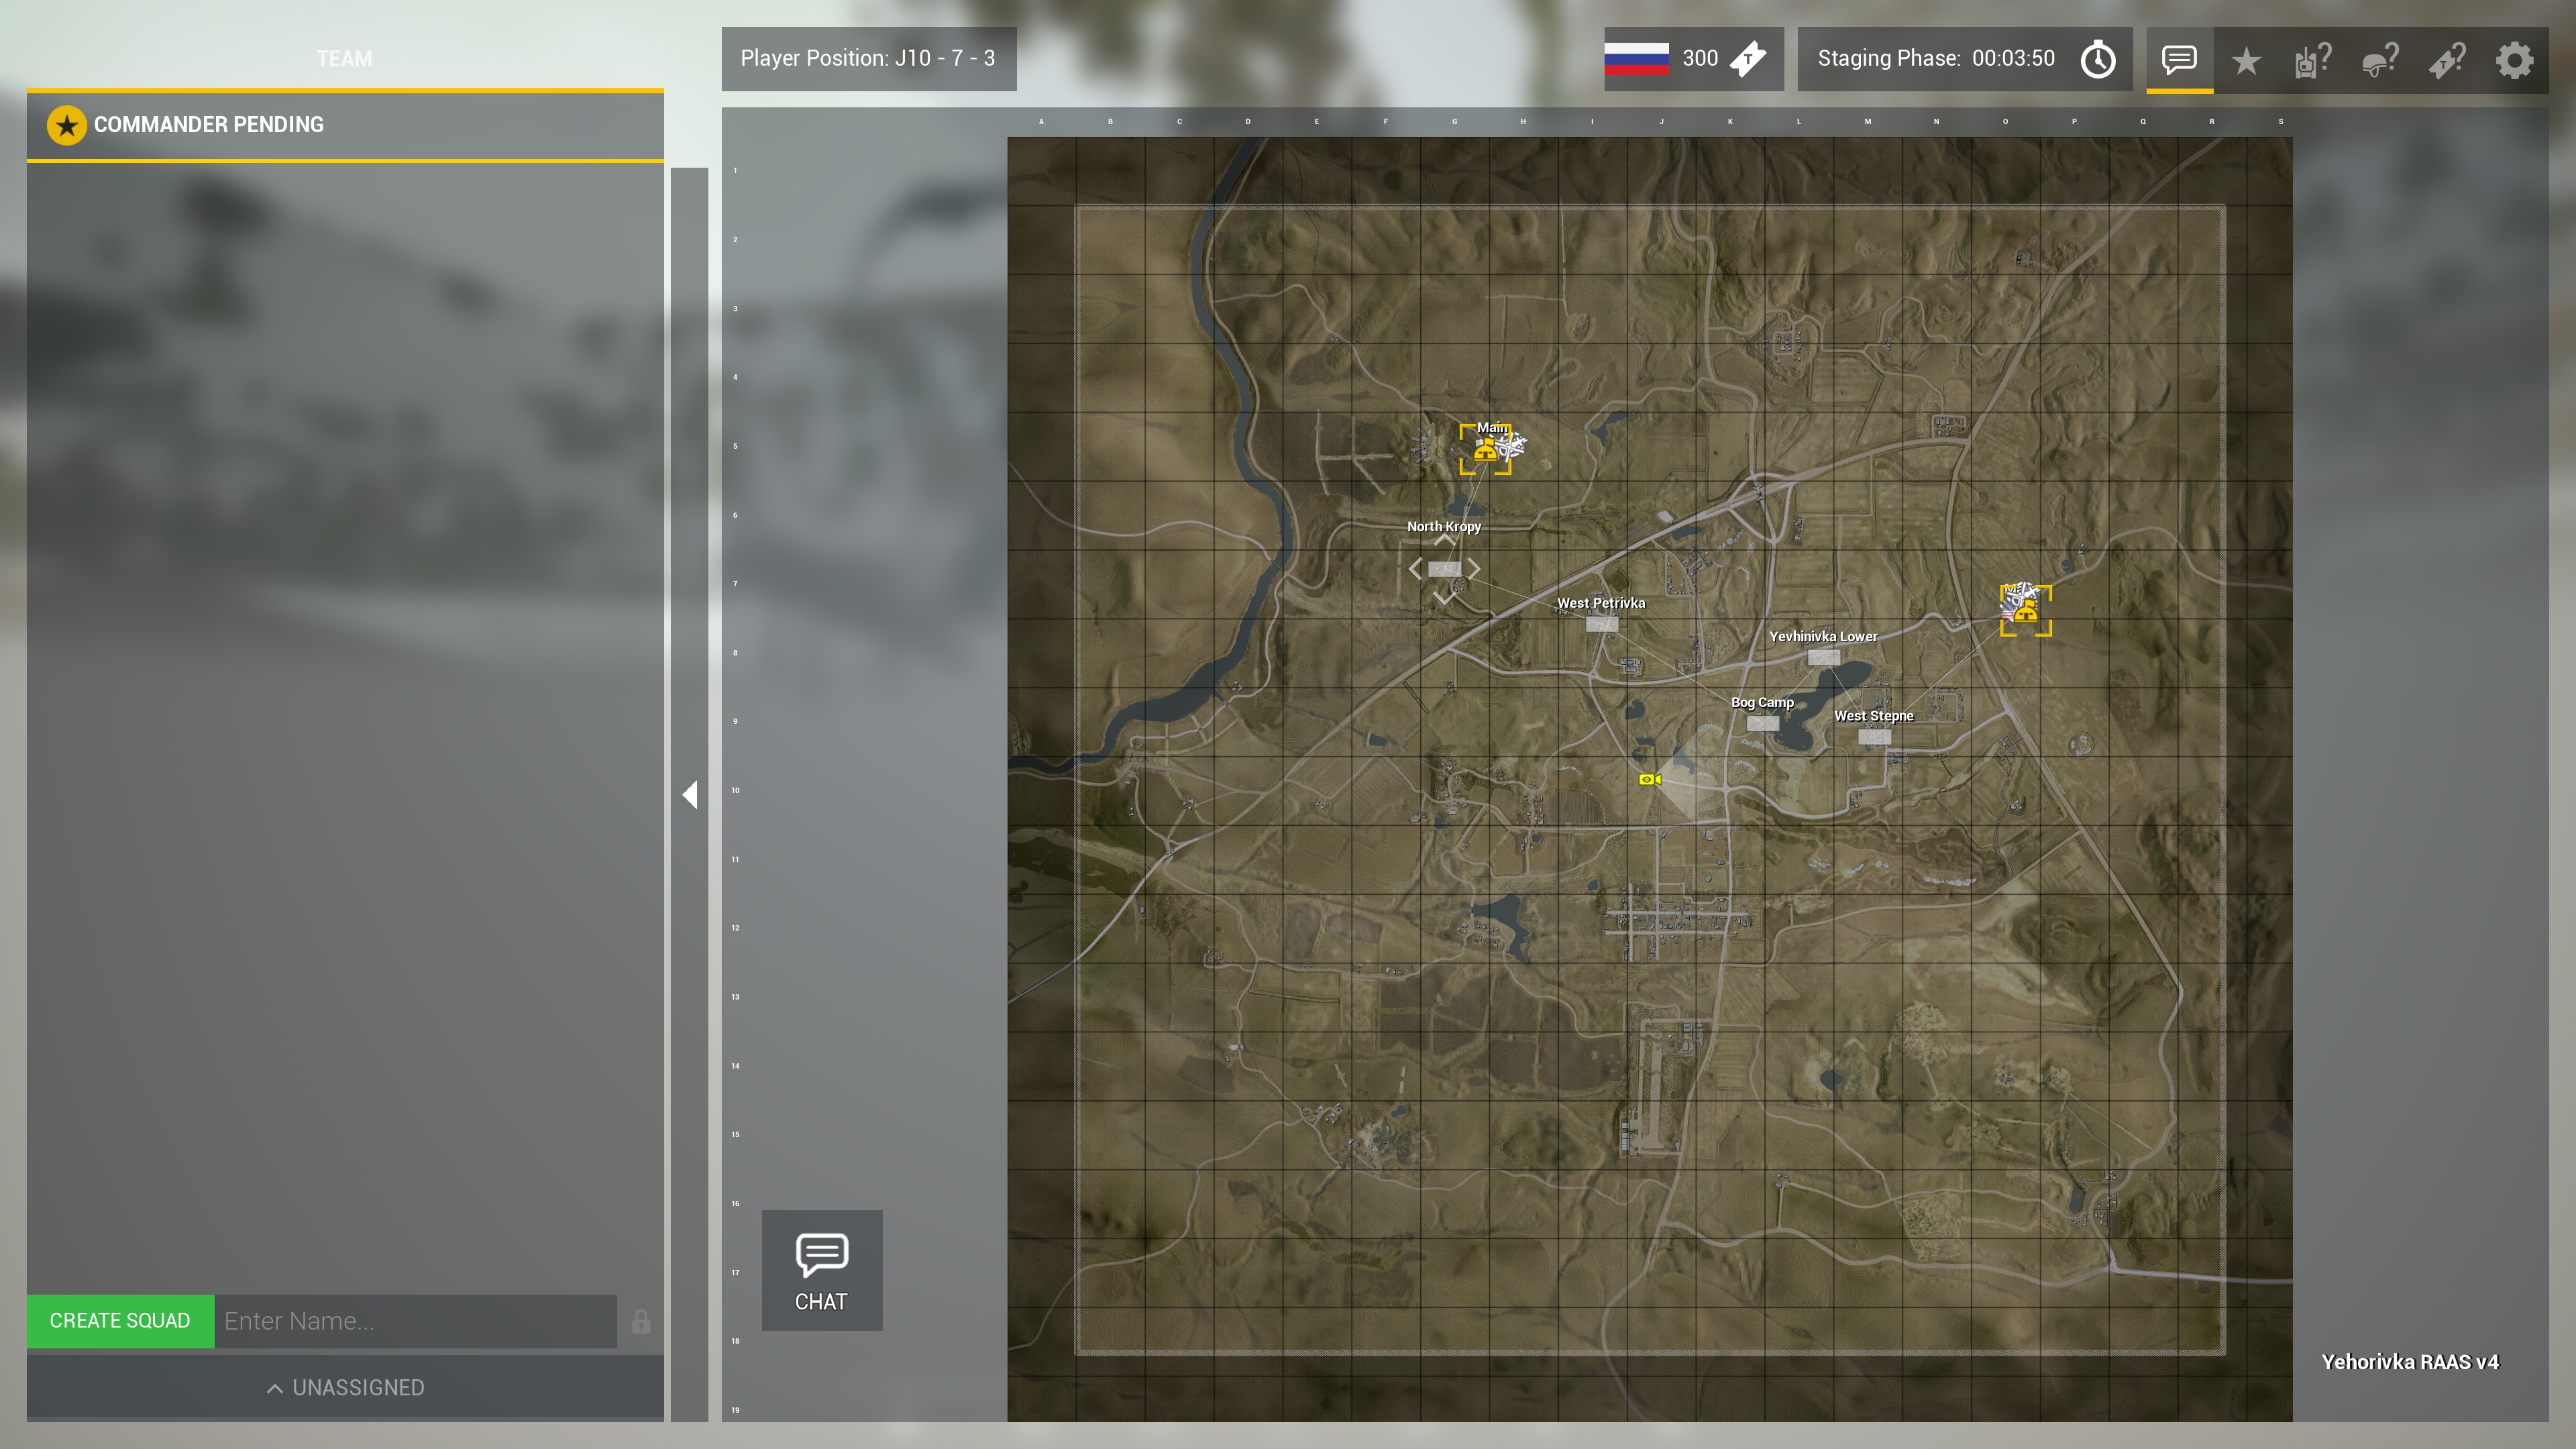 TEAM
Player Position: J10 - 7 - 3
300
T
Staging Phase: 00:03:50
COMMANDER PENDING
A B C D E F G H I J K L M N O P Q R S
1
2
3
4
5
6
7
8
9
10
11
12
13
14
15
16
17
18
19
Main
North Kropy
West Petrivka
Yevhinivka Lower
Bog Camp
West Stepne
CHAT
CREATE SQUAD
Enter Name...
UNASSIGNED
Yehorivka RAAS v4